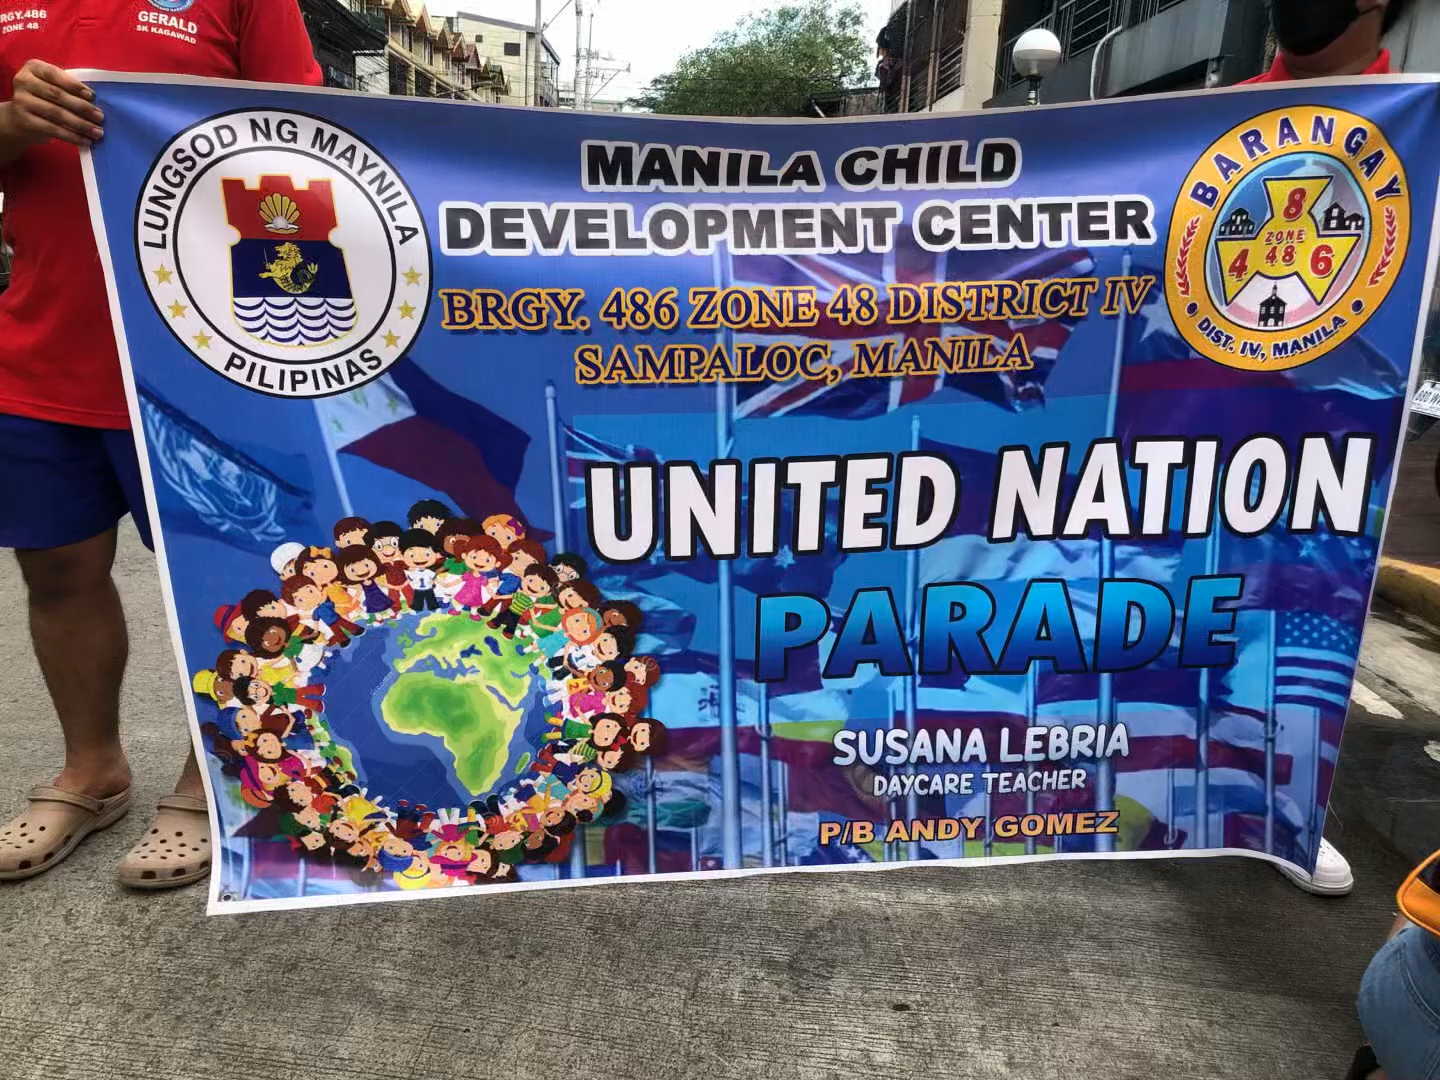 RGY.486
ZONE 48
GERALD
SK KAGAWAD
LUNGSOD NG MAYNILA
PILIPINAS
MANILA CHILD
DEVELOPMENT CENTER
BRGY. 486 ZONE 48 DISTRICT IV
SAMPALOC, MANILA
BARANGAY
8
ZONE
48
4 6
DIST. IV, MANILA
UNITED NATION
PARADE
SUSANA LEBRIA
DAYCARE TEACHER
P/B ANDY GOMEZ